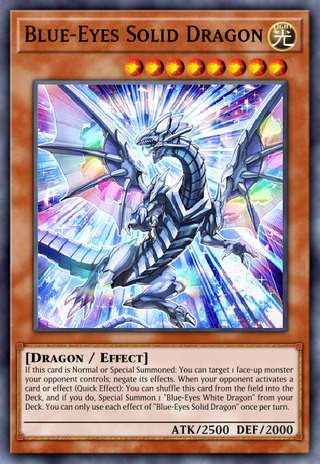 Blue-Eyes Solid Dragon
LIGHT
光
[Dragon / Effect]
If this card is Normal or Special Summoned: You can target 1 face-up monster
your opponent controls; negate its effects. When your opponent activates a
card or effect (Quick Effect): You can shuffle this card from the field into
the Deck, and if you do, Special Summon 1 "Blue-Eyes White Dragon" from your
Deck. You can only use each effect of "Blue-Eyes Solid Dragon" once per turn.
ATK/2500 DEF/2000